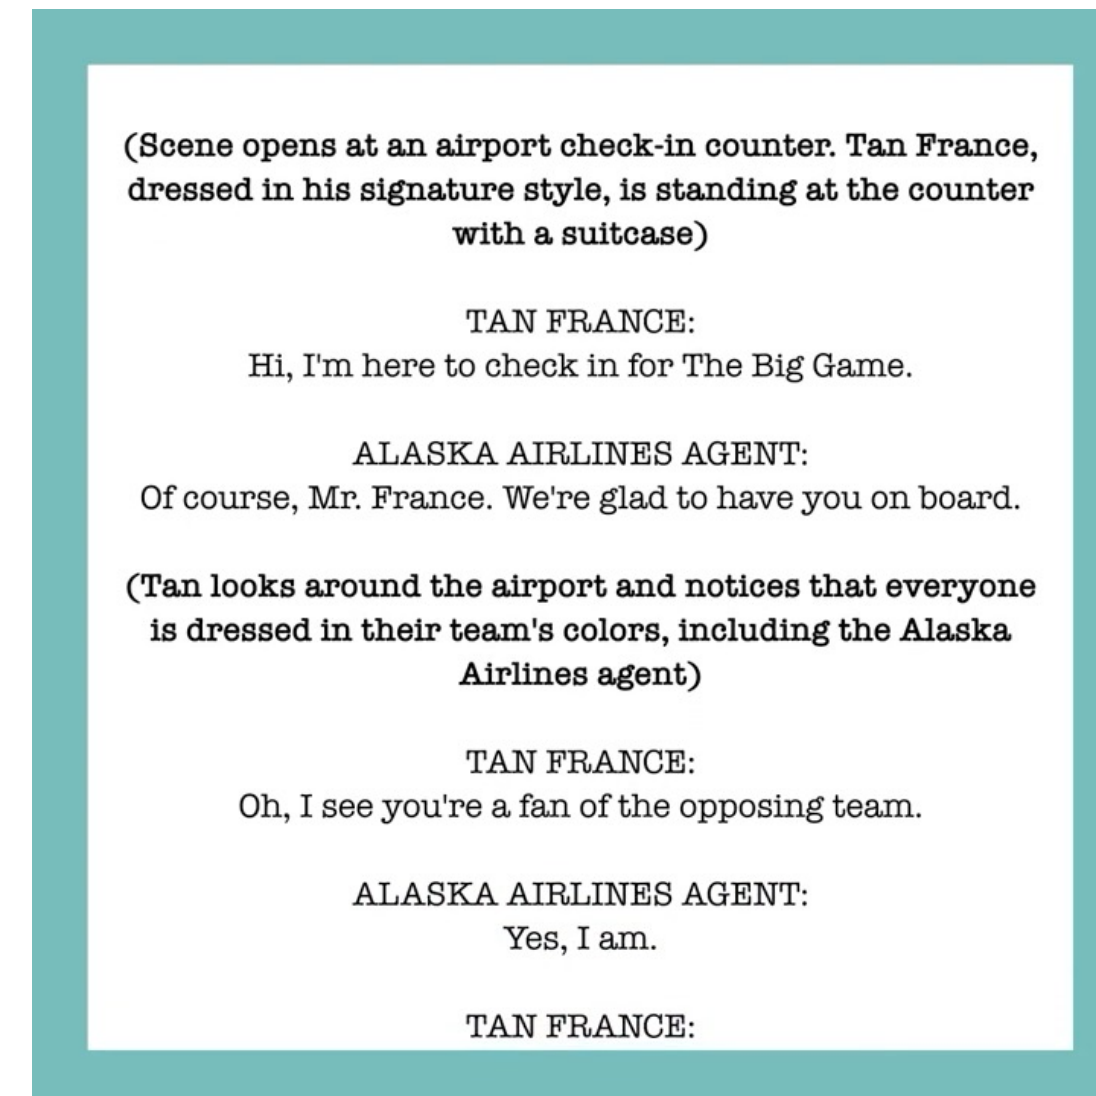 (Scene opens at an airport check-in counter. Tan France,
dressed in his signature style, is standing at the counter
with a suitcase)
TAN FRANCE:
Hi, I'm here to check in for The Big Game.
ALASKA AIRLINES AGENT:
Of course, Mr. France. We're glad to have you on board.
(Tan looks around the airport and notices that everyone
is dressed in their team's colors, including the Alaska
Airlines agent)
TAN FRANCE:
Oh, I see you're a fan of the opposing team.
ALASKA AIRLINES AGENT:
Yes, I am.
TAN FRANCE: